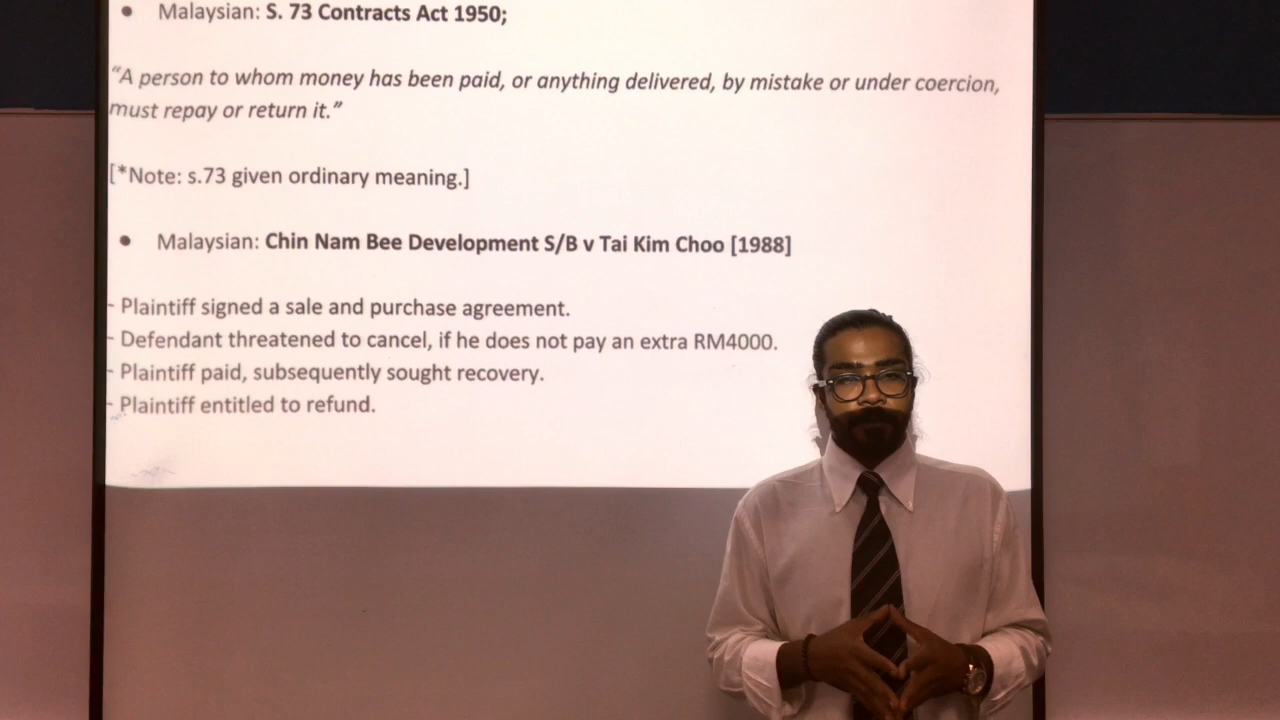 • Malaysian: S. 73 Contracts Act 1950;
“A person to whom money has been paid, or anything delivered, by mistake or under coercion,
must repay or return it.”
[*Note: s.73 given ordinary meaning.]
• Malaysian: Chin Nam Bee Development S/B v Tai Kim Choo [1988]
- Plaintiff signed a sale and purchase agreement.
- Defendant threatened to cancel, if he does not pay an extra RM4000.
- Plaintiff paid, subsequently sought recovery.
- Plaintiff entitled to refund.